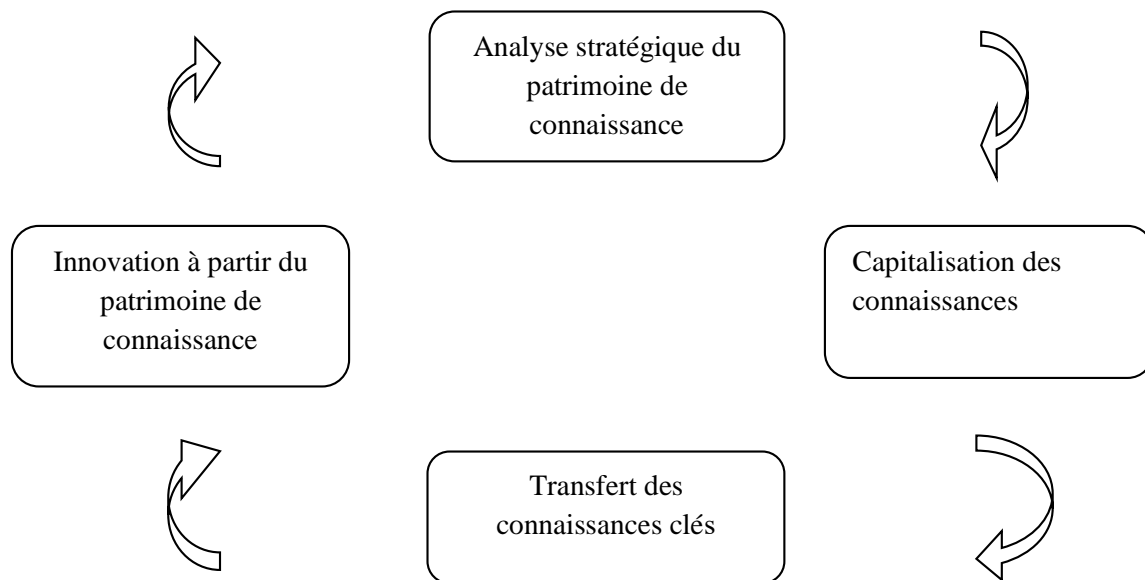 Analyse stratégique du
patrimoine de
connaissance
Innovation à partir du
patrimoine de
connaissance
Capitalisation des
connaissances
Transfert des
connaissances clés